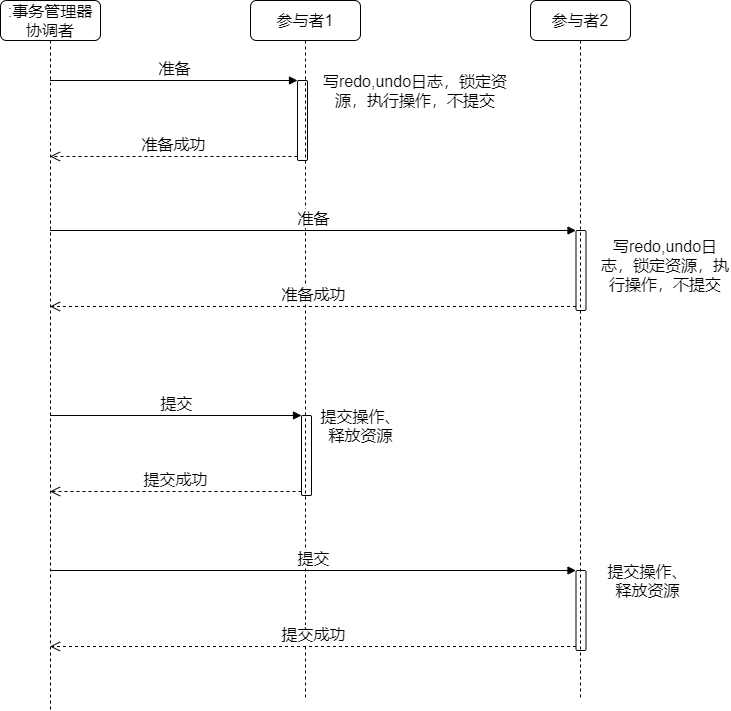 :事务管理器
协调者
参与者1
参与者2
准备
写redo,undo日志，锁定资
源，执行操作，不提交
准备成功
准备
写redo,undo日
志，锁定资源，执
行操作，不提交
准备成功
提交
提交操作、
释放资源
提交成功
提交
提交操作、
释放资源
提交成功